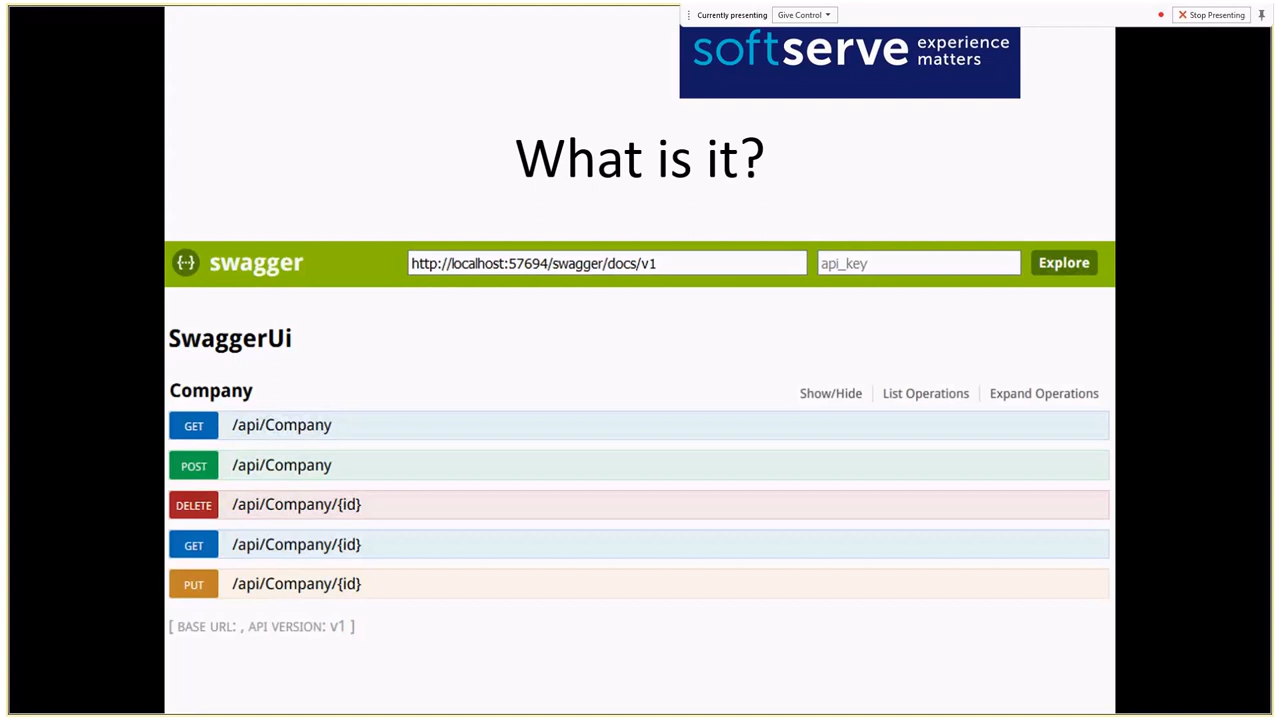 Currently presenting Give Control Stop Presenting
softserve experience matters
What is it?
swagger http://localhost:57694/swagger/docs/v1 api_key Explore
SwaggerUi
Company Show/Hide List Operations Expand Operations
GET /api/Company
POST /api/Company
DELETE /api/Company/{id}
GET /api/Company/{id}
PUT /api/Company/{id}
[ BASE URL: , API VERSION: v1 ]